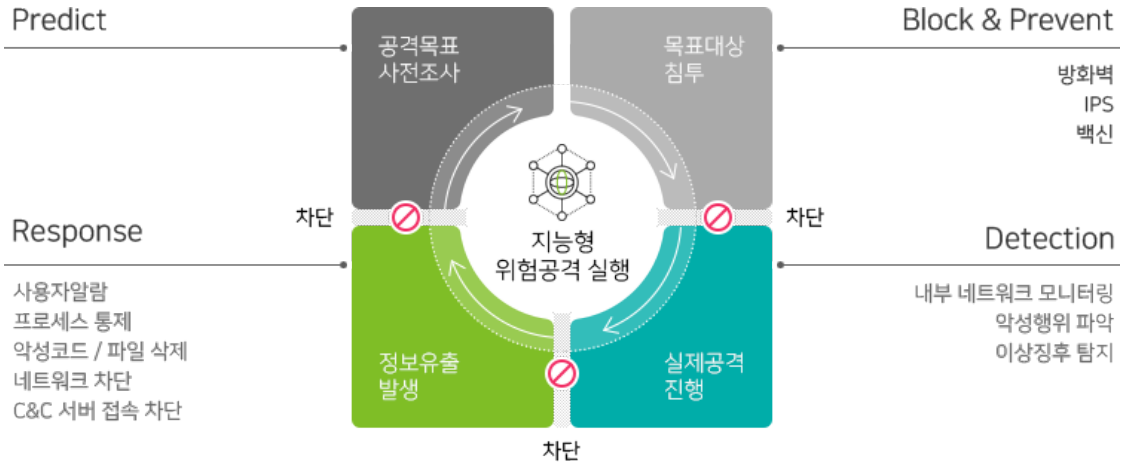 Predict
공격목표
사전조사
목표대상
침투
Block & Prevent
방화벽
IPS
백신
차단
지능형
위험공격 실행
차단
Response
사용자알람
프로세스 통제
악성코드 / 파일 삭제
네트워크 차단
C&C 서버 접속 차단
정보유출
발생
실제공격
진행
Detection
내부 네트워크 모니터링
악성행위 파악
이상징후 탐지
차단